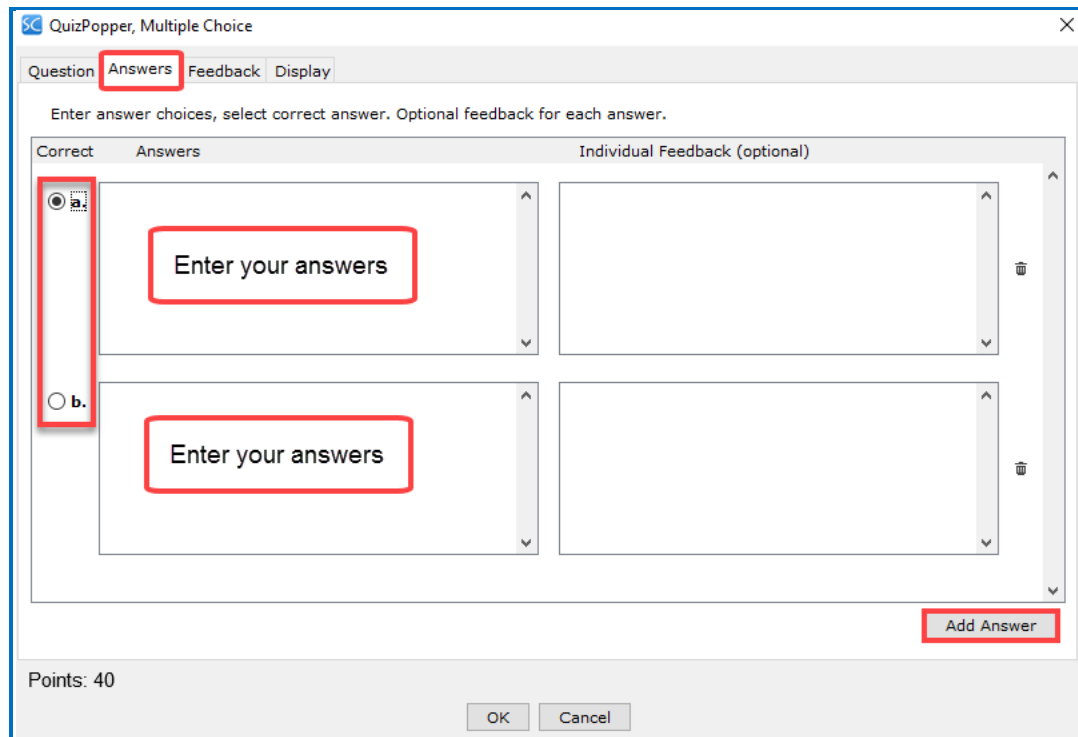 SC QuizPopper, Multiple Choice
Question Answers Feedback Display
Enter answer choices, select correct answer. Optional feedback for each answer.
Correct Answers Individual Feedback (optional)
a.
Enter your answers
b.
Enter your answers
Add Answer
Points: 40
OK Cancel